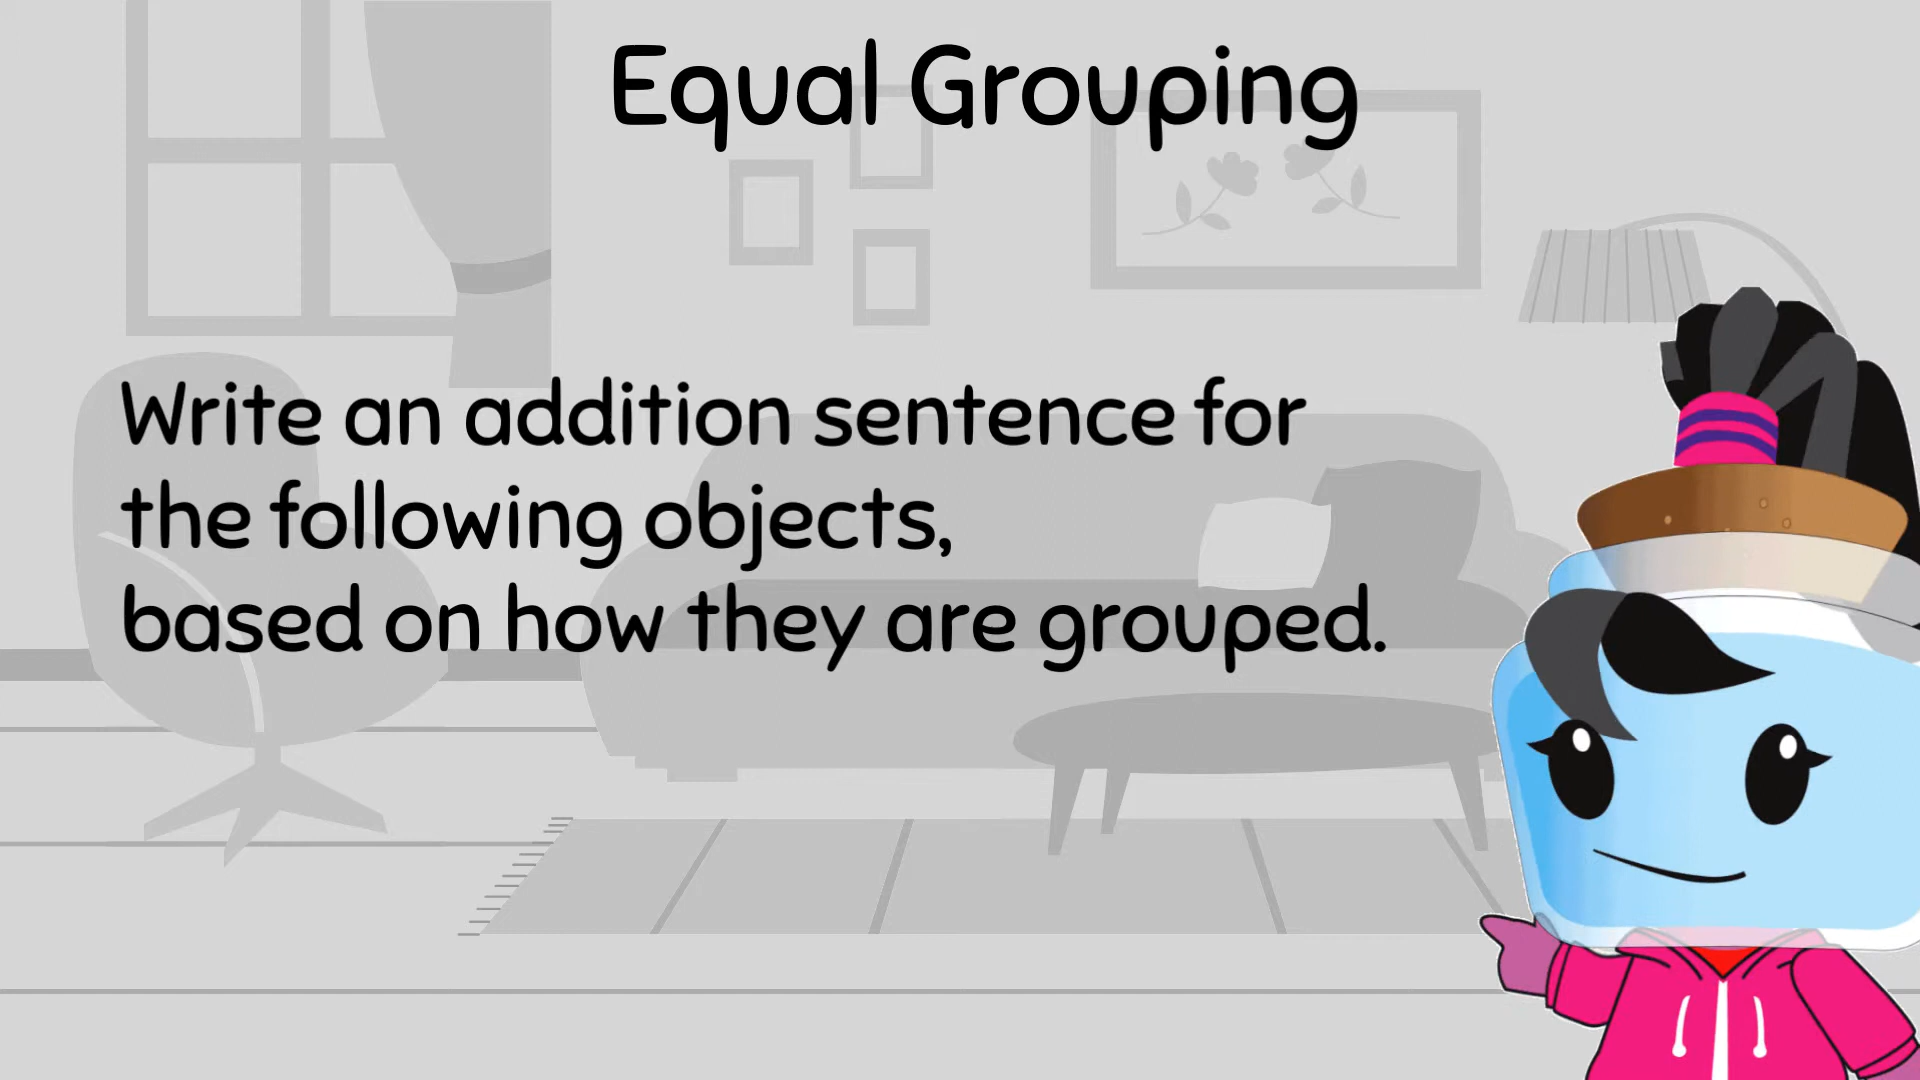 Equal Grouping
Write an addition sentence for
the following objects,
based on how they are grouped.